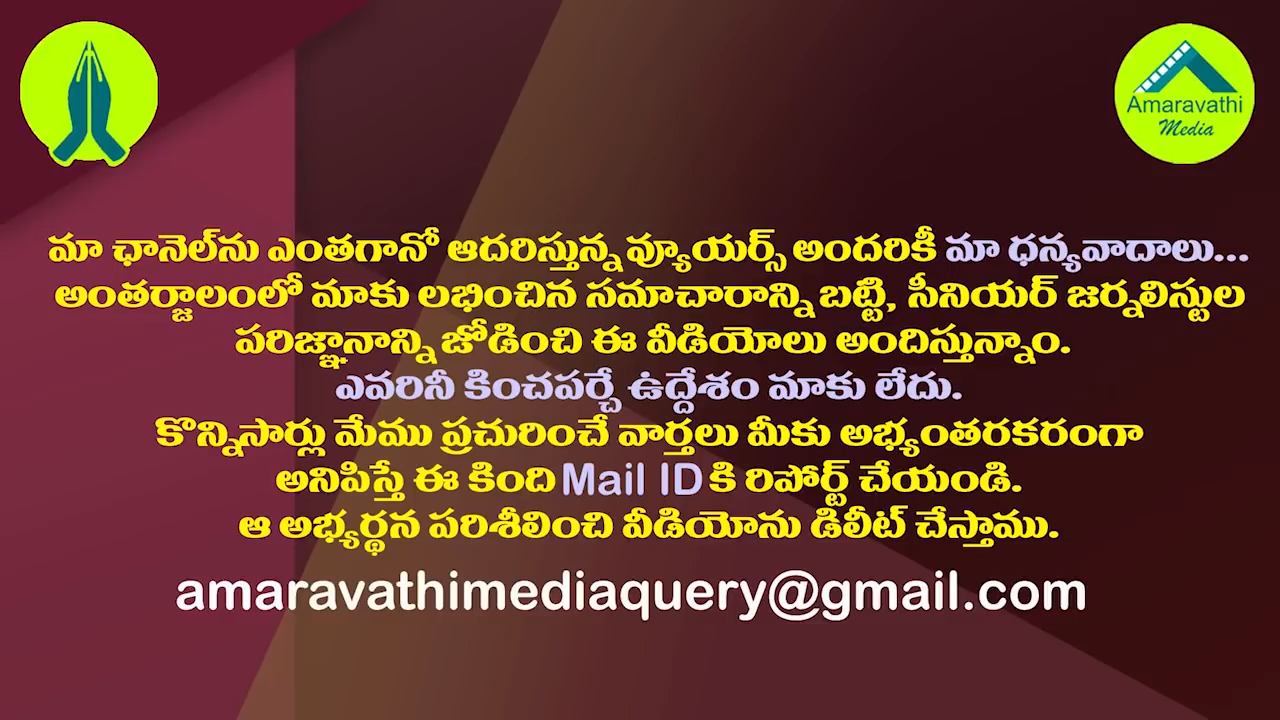 Amaravathi
Media
మా ఛానెల్‌ను ఎంతగానో ఆదరిస్తున్న వ్యూయర్స్ అందరికీ మా ధన్యవాదాలు...
అంతర్జాలంలో మాకు లభించిన సమాచారాన్ని బట్టి, సీనియర్ జర్నలిస్టుల
పరిజ్ఞానాన్ని జోడించి ఈ వీడియోలు అందిస్తున్నాం.
ఎవరినీ కించపర్చే ఉద్దేశం మాకు లేదు.
కొన్నిసార్లు మేము ప్రచురించే వార్తలు మీకు అభ్యంతరకరంగా
అనిపిస్తే ఈ కింది Mail ID కి రిపోర్ట్ చేయండి.
ఆ అభ్యర్థన పరిశీలించి వీడియోను డిలీట్ చేస్తాము.
amaravathimediaquery@gmail.com